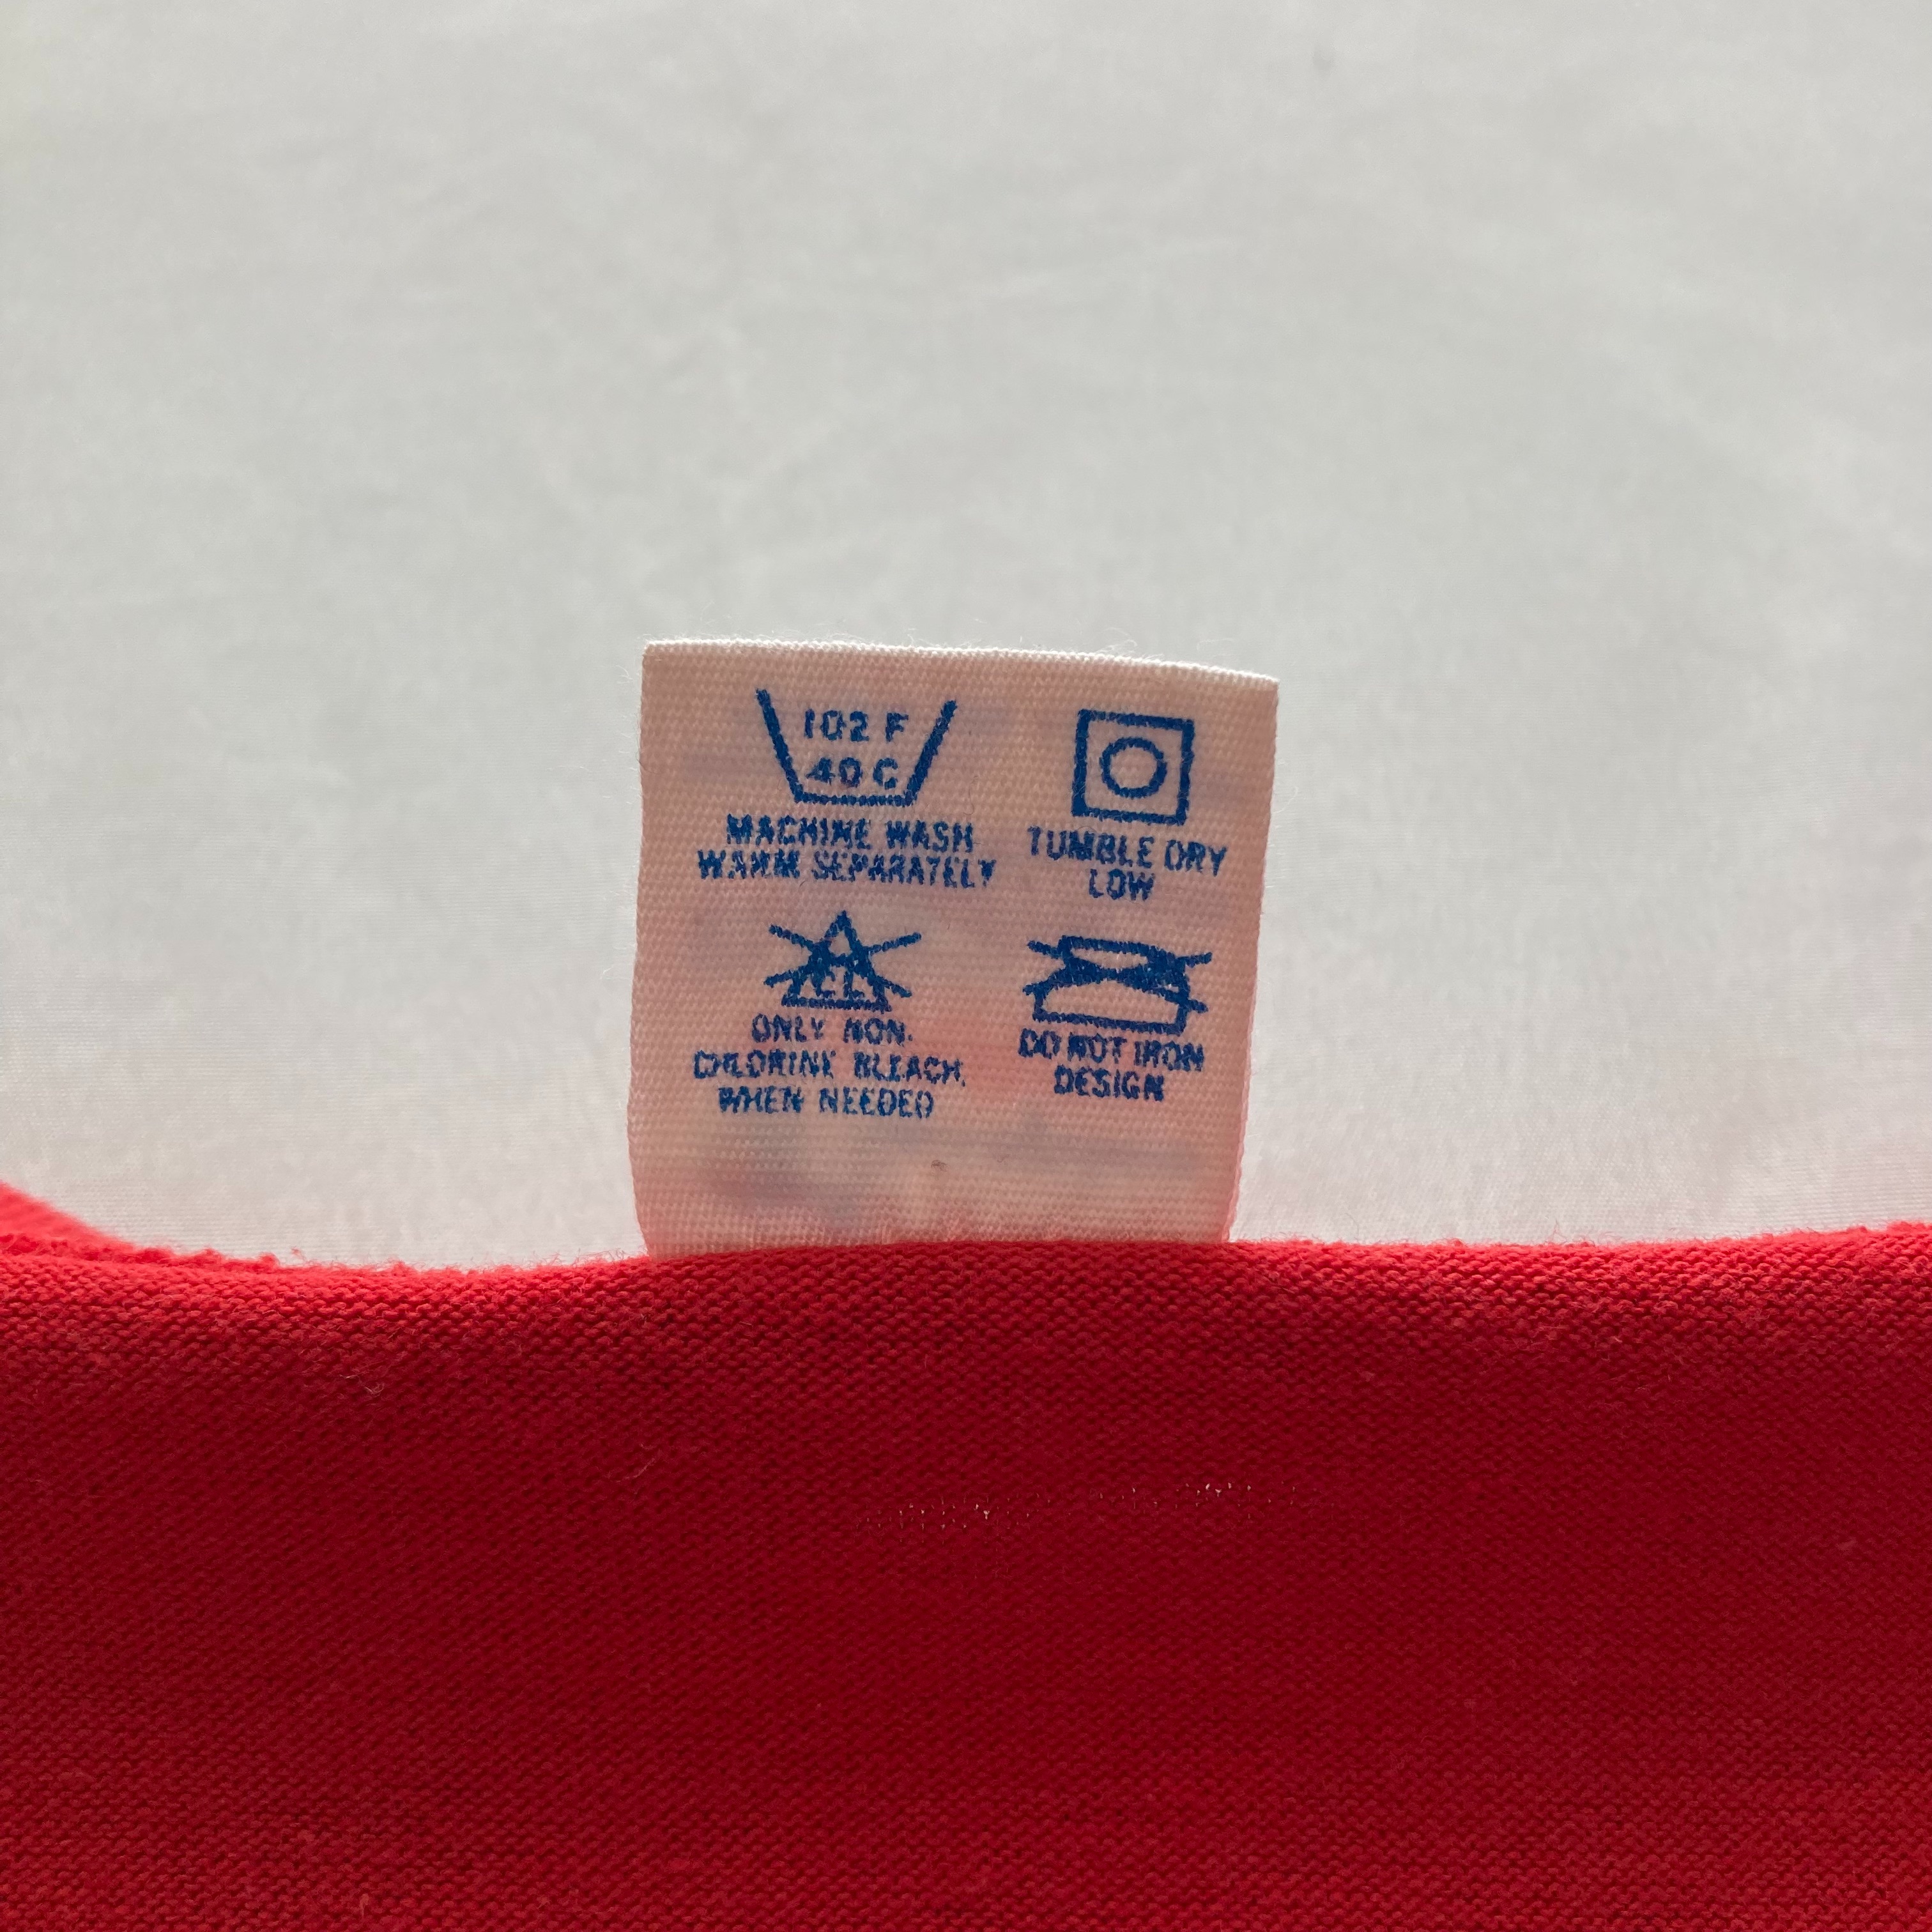 102 F
40 C
MACHINE WASH
WARM SEPARATELY
TUMBLE DRY
LOW
CL
ONLY NON-
CHLORINE BLEACH
WHEN NEEDED
DO NOT IRON
DESIGN